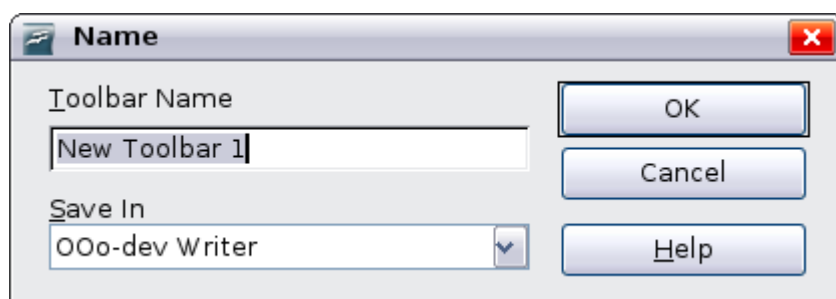 Name
Toolbar Name
New Toolbar 1
Save In
OOo-dev Writer
OK
Cancel
Help